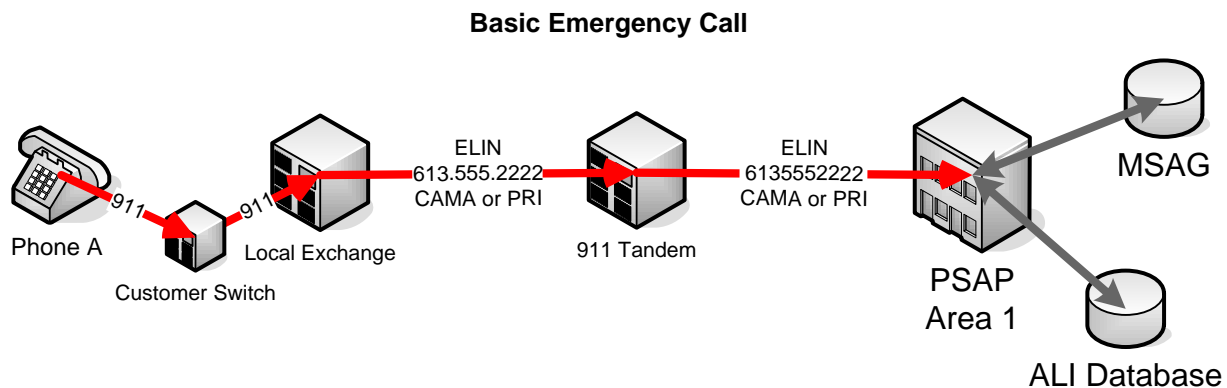 Basic Emergency Call
911
911
ELIN
613.555.2222
CAMA or PRI
ELIN
6135552222
CAMA or PRI
MSAG
Phone A
Local Exchange
911 Tandem
Customer Switch
PSAP
Area 1
ALI Database